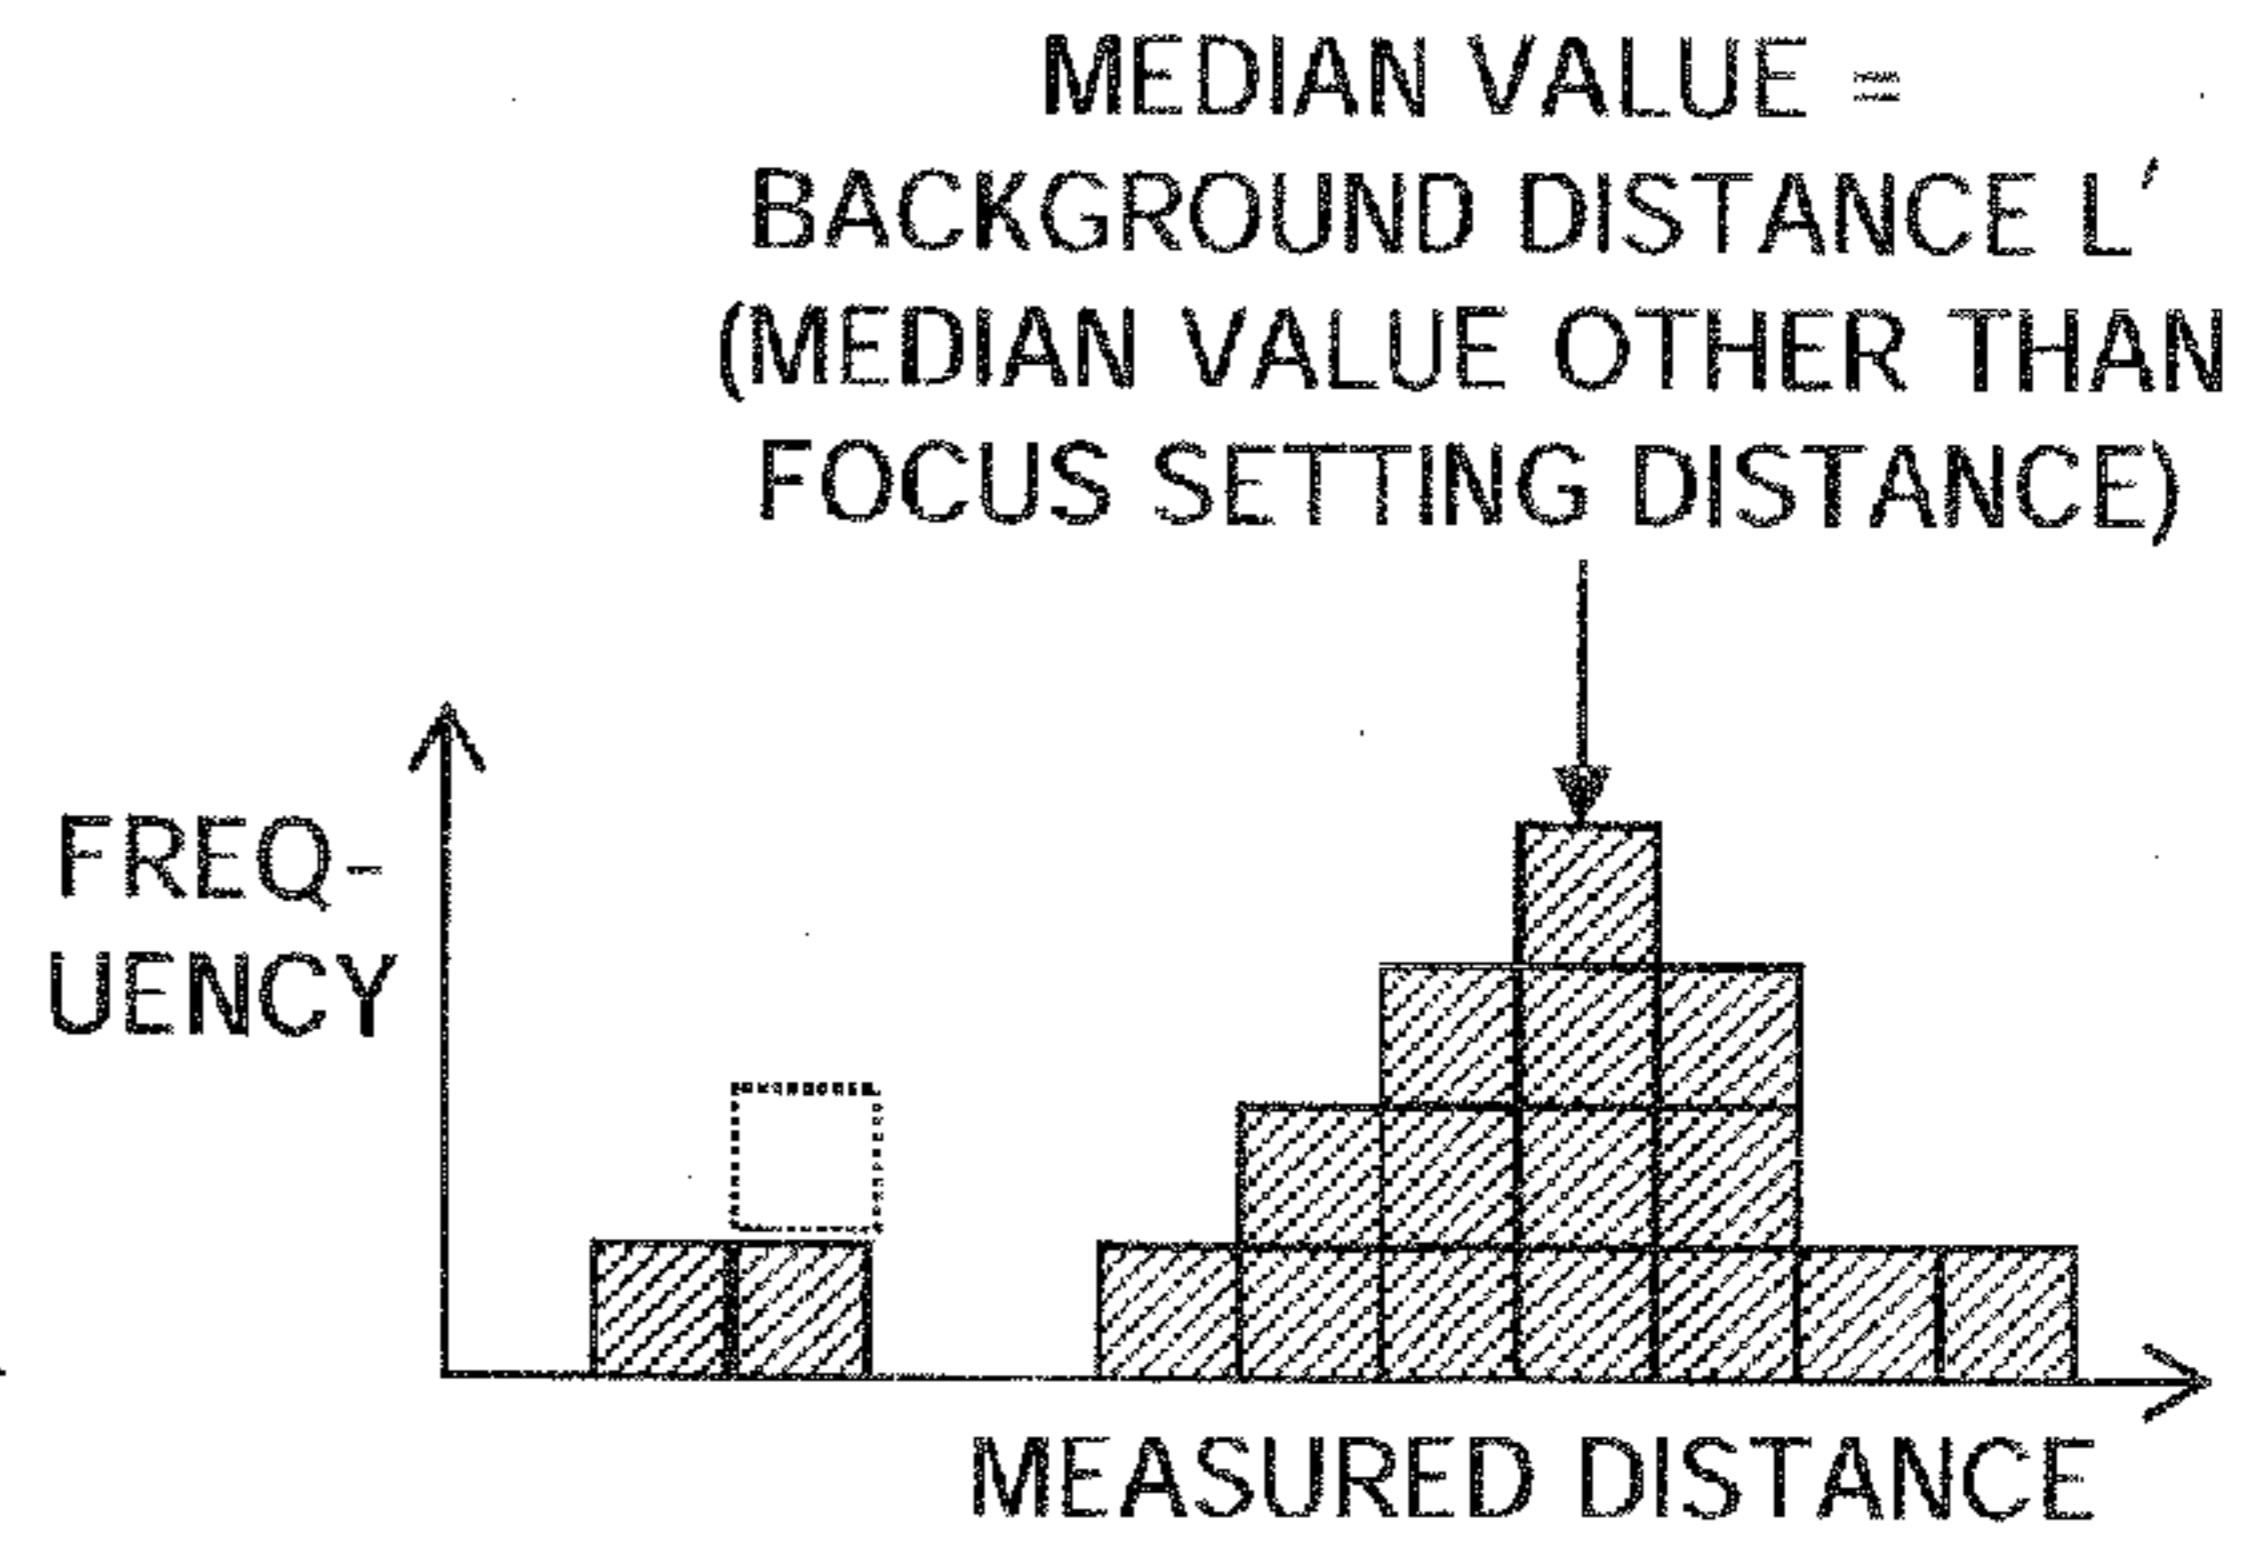 MEDIAN VALUE =
BACKGROUND DISTANCE L′
(MEDIAN VALUE OTHER THAN
FOCUS SETTING DISTANCE)
FREQ-
UENCY
MEASURED DISTANCE